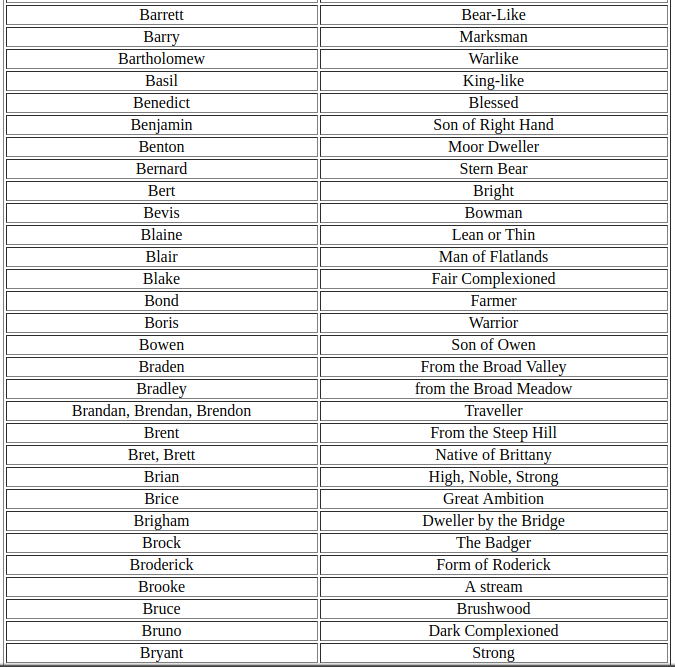 Barrett Bear-Like
Barry Marksman
Bartholomew Warlike
Basil King-like
Benedict Blessed
Benjamin Son of Right Hand
Benton Moor Dweller
Bernard Stern Bear
Bert Bright
Bevis Bowman
Blaine Lean or Thin
Blair Man of Flatlands
Blake Fair Complexioned
Bond Farmer
Boris Warrior
Bowen Son of Owen
Braden From the Broad Valley
Bradley from the Broad Meadow
Brandan, Brendan, Brendon Traveller
Brent From the Steep Hill
Bret, Brett Native of Brittany
Brian High, Noble, Strong
Brice Great Ambition
Brigham Dweller by the Bridge
Brock The Badger
Broderick Form of Roderick
Brooke A stream
Bruce Brushwood
Bruno Dark Complexioned
Bryant Strong